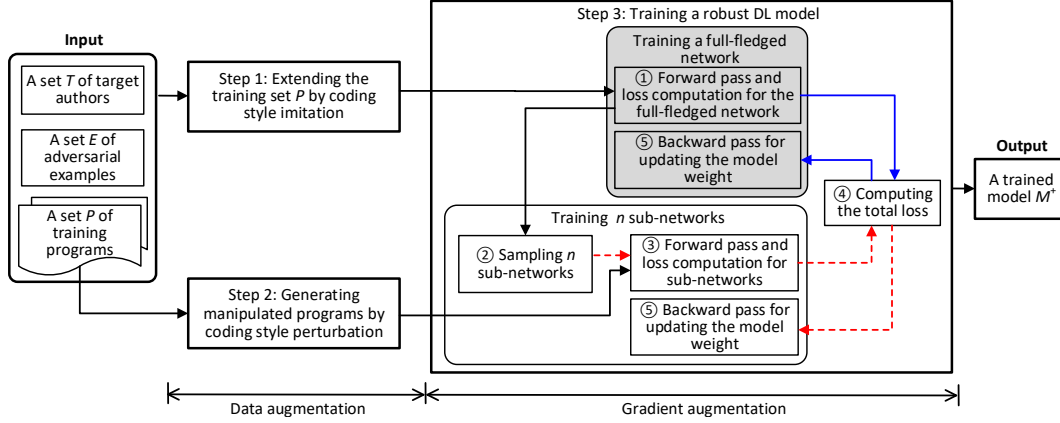 Input
A set T of target
authors
A set E of
adversarial
examples
A set P of
training
programs
Step 1: Extending the
training set P by coding
style imitation
Step 2: Generating
manipulated programs by
coding style perturbation
Step 3: Training a robust DL model
Training a full-fledged
network
① Forward pass and
loss computation for the
full-fledged network
⑤ Backward pass for
updating the model
weight
Training n sub-networks
② Sampling n
sub-networks
③ Forward pass and
loss computation for
sub-networks
⑤ Backward pass for
updating the model
weight
④ Computing
the total loss
Output
A trained
model M⁺
Data augmentation
Gradient augmentation